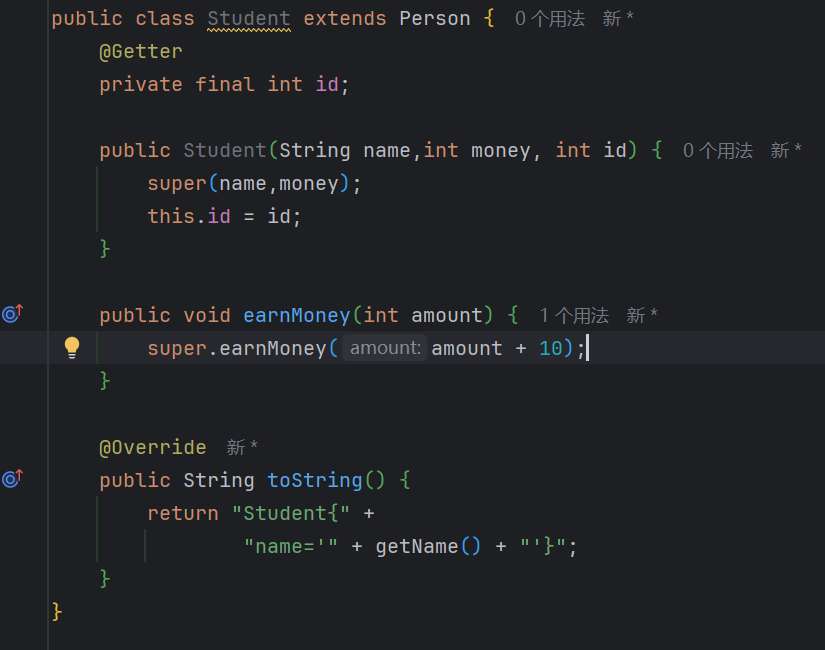 public class Student extends Person {  0 个用法  新 *
    @Getter
    private final int id;

    public Student(String name,int money, int id) {  0 个用法  新 *
        super(name,money);
        this.id = id;
    }

    public void earnMoney(int amount) {  1 个用法  新 *
        super.earnMoney( amount: amount + 10);
    }

    @Override  新 *
    public String toString() {
        return "Student{" +
                "name='" + getName() + "'}";
    }
}